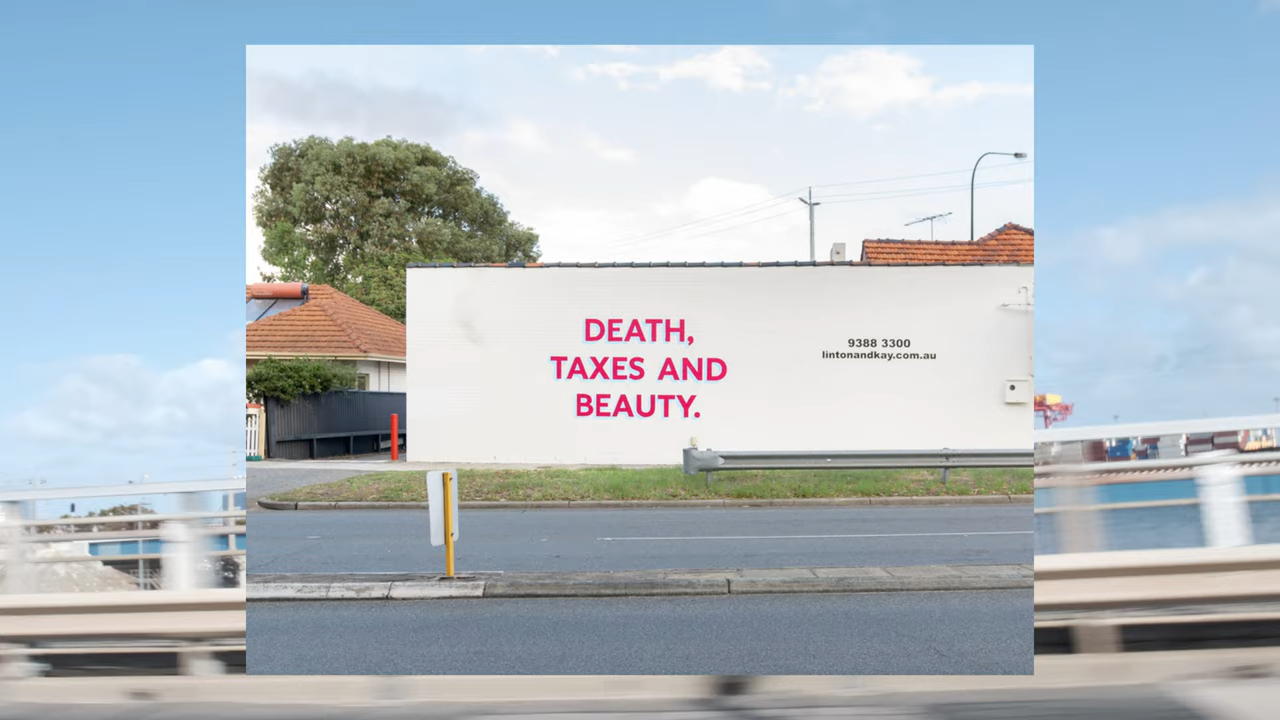 DEATH,
TAXES AND
BEAUTY.
9388 3300
lintonandkay.com.au